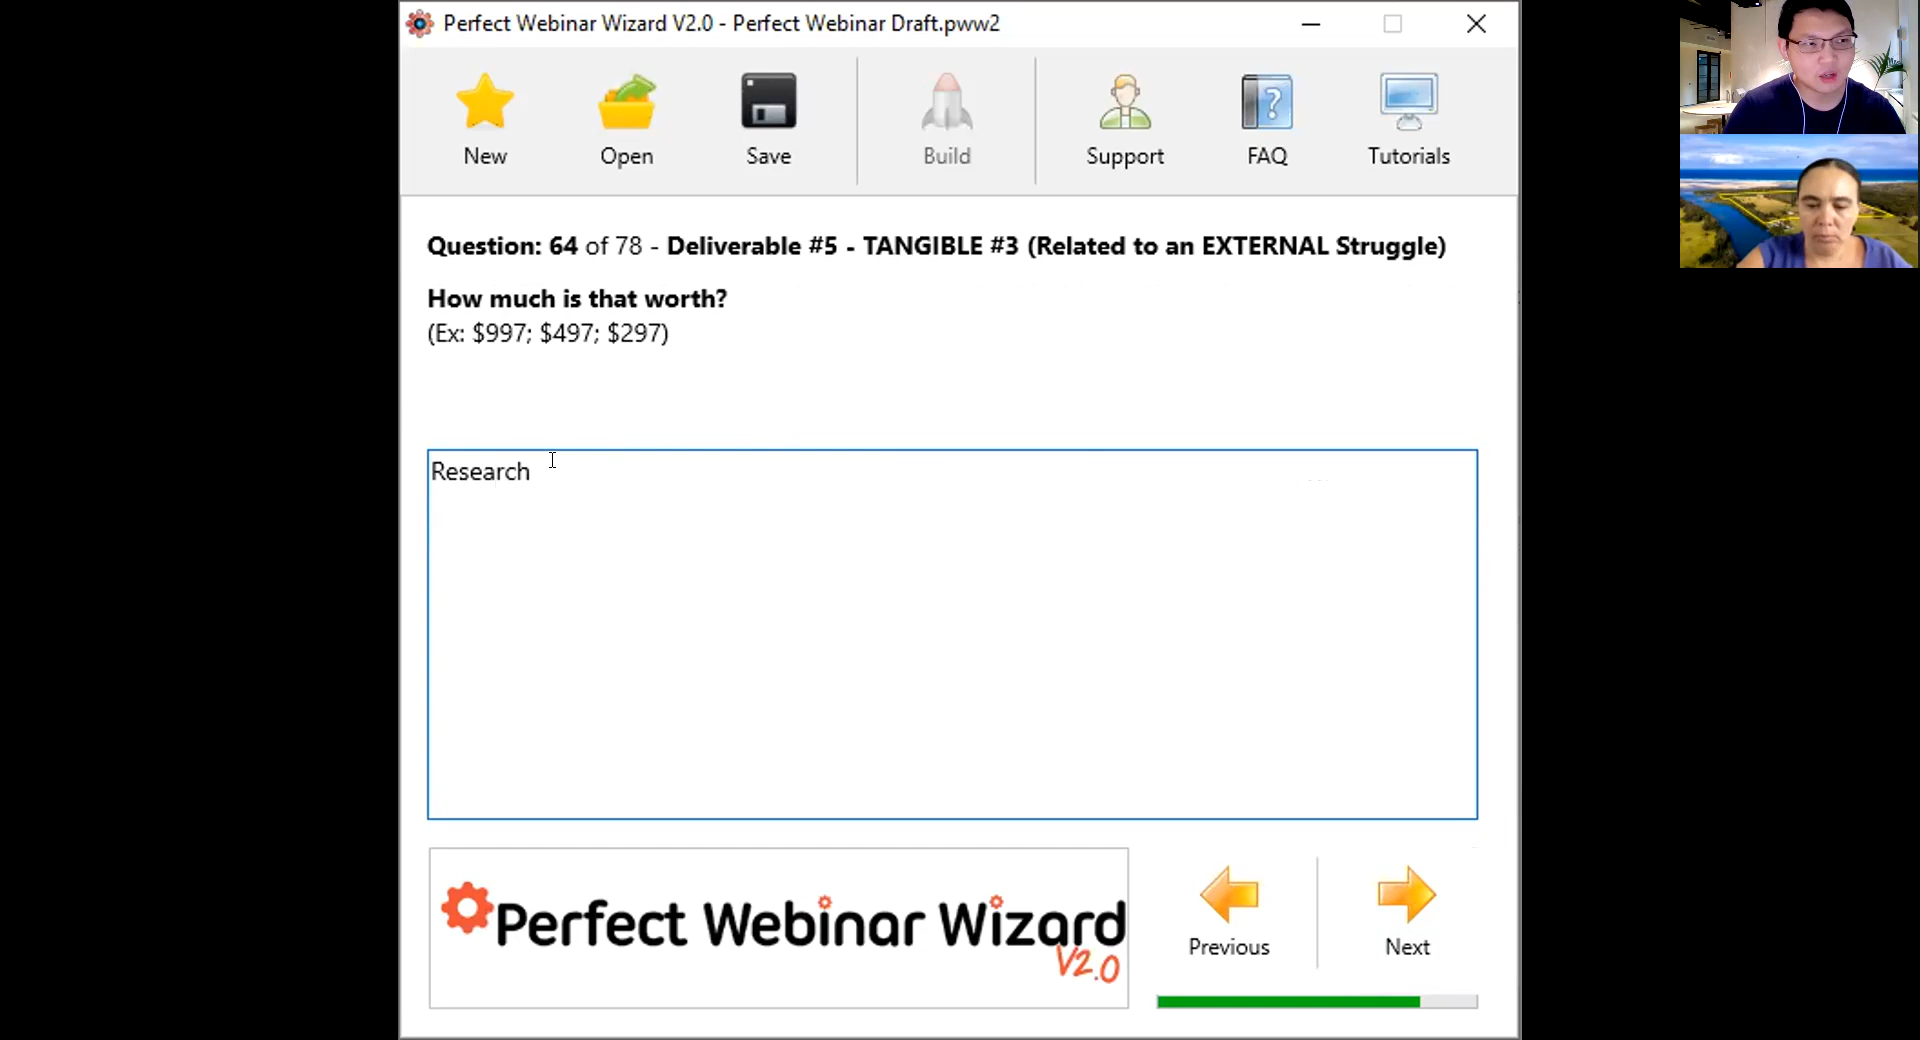 Perfect Webinar Wizard V2.0 - Perfect Webinar Draft.pww2
New Open Save Build Support FAQ Tutorials
Question: 64 of 78 - Deliverable #5 - TANGIBLE #3 (Related to an EXTERNAL Struggle)
How much is that worth?
(Ex: $997; $497; $297)
Research
Perfect Webinar Wizard
V2.0
Previous Next